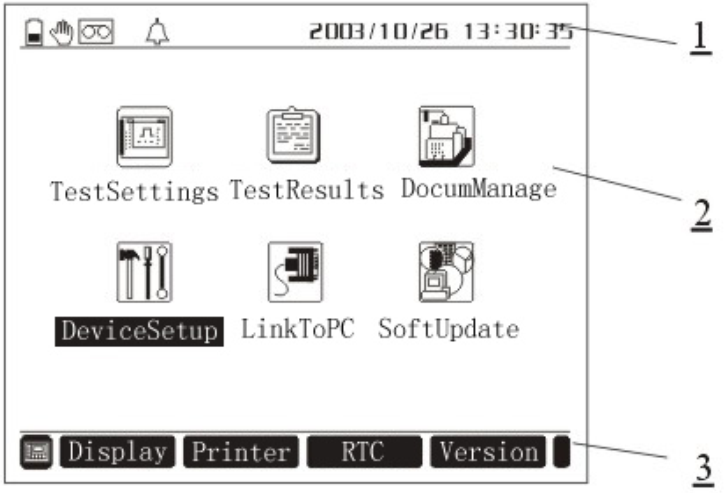 2003/10/26 13:30:35
1
TestSettings TestResults DocumManage
2
DeviceSetup LinkToPC SoftUpdate
Display Printer RTC Version
3